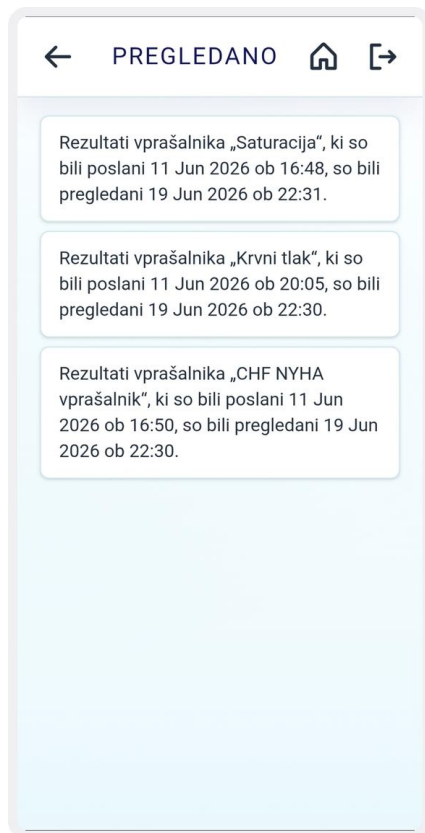 PREGLEDANO
Rezultati vprašalnika „Saturacija“, ki so
bili poslani 11 Jun 2026 ob 16:48, so bili
pregledani 19 Jun 2026 ob 22:31.
Rezultati vprašalnika „Krvni tlak“, ki so
bili poslani 11 Jun 2026 ob 20:05, so bili
pregledani 19 Jun 2026 ob 22:30.
Rezultati vprašalnika „CHF NYHA
vprašalnik“, ki so bili poslani 11 Jun
2026 ob 16:50, so bili pregledani 19 Jun
2026 ob 22:30.